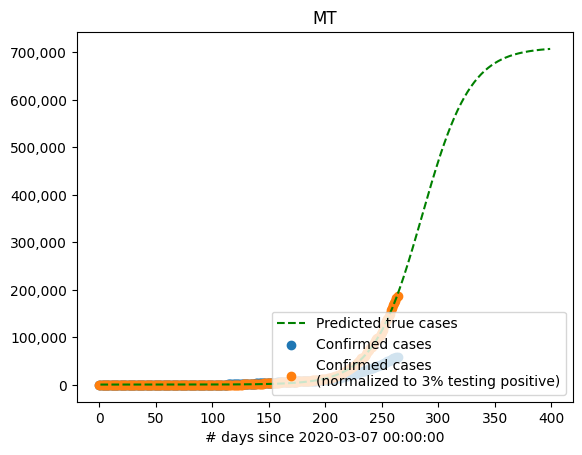 MT
700,000
600,000
500,000
400,000
300,000
200,000
100,000
0
Predicted true cases
Confirmed cases
Confirmed cases
(normalized to 3% testing positive)
0 50 100 150 200 250 300 350 400
# days since 2020-03-07 00:00:00